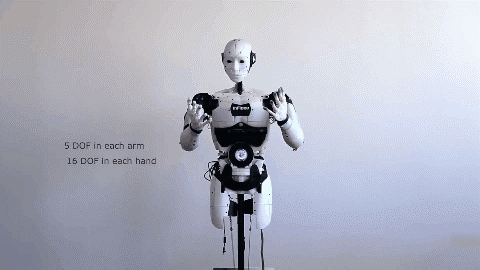 5 DOF in each arm
16 DOF in each hand